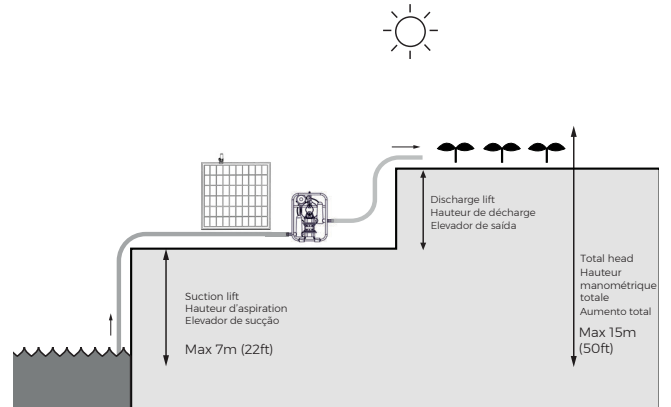 Discharge lift
Hauteur de décharge
Elevador de saída
Total head
Hauteur
manométrique
totale
Aumento total
Max 15m
(50ft)
Suction lift
Hauteur d'aspiration
Elevador de sucção
Max 7m (22ft)